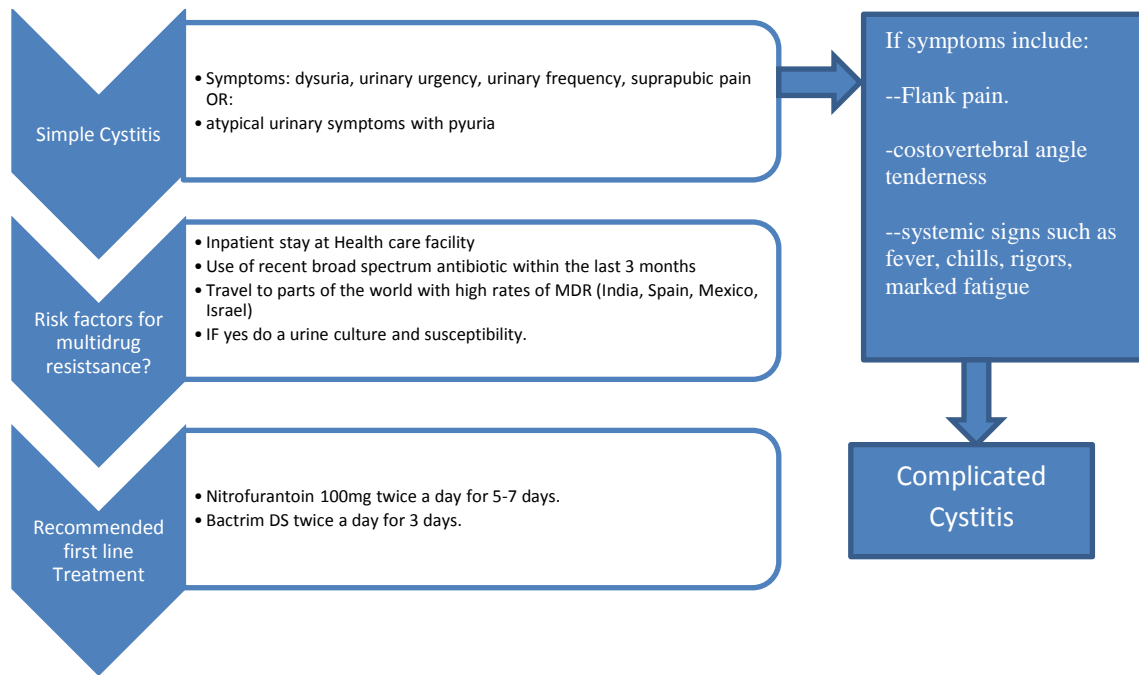 Simple Cystitis
• Symptoms: dysuria, urinary urgency, urinary frequency, suprapubic pain
OR:
• atypical urinary symptoms with pyuria
If symptoms include:
--Flank pain.
-costovertebral angle
tenderness
--systemic signs such as
fever, chills, rigors,
marked fatigue
Complicated
Cystitis
Risk factors for
multidrug
resistsance?
• Inpatient stay at Health care facility
• Use of recent broad spectrum antibiotic within the last 3 months
• Travel to parts of the world with high rates of MDR (India, Spain, Mexico,
Israel)
• IF yes do a urine culture and susceptibility.
Recommended
first line
Treatment
• Nitrofurantoin 100mg twice a day for 5-7 days.
• Bactrim DS twice a day for 3 days.